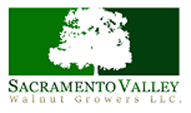 SACRAMENTO VALLEY
Walnut Growers LLC.